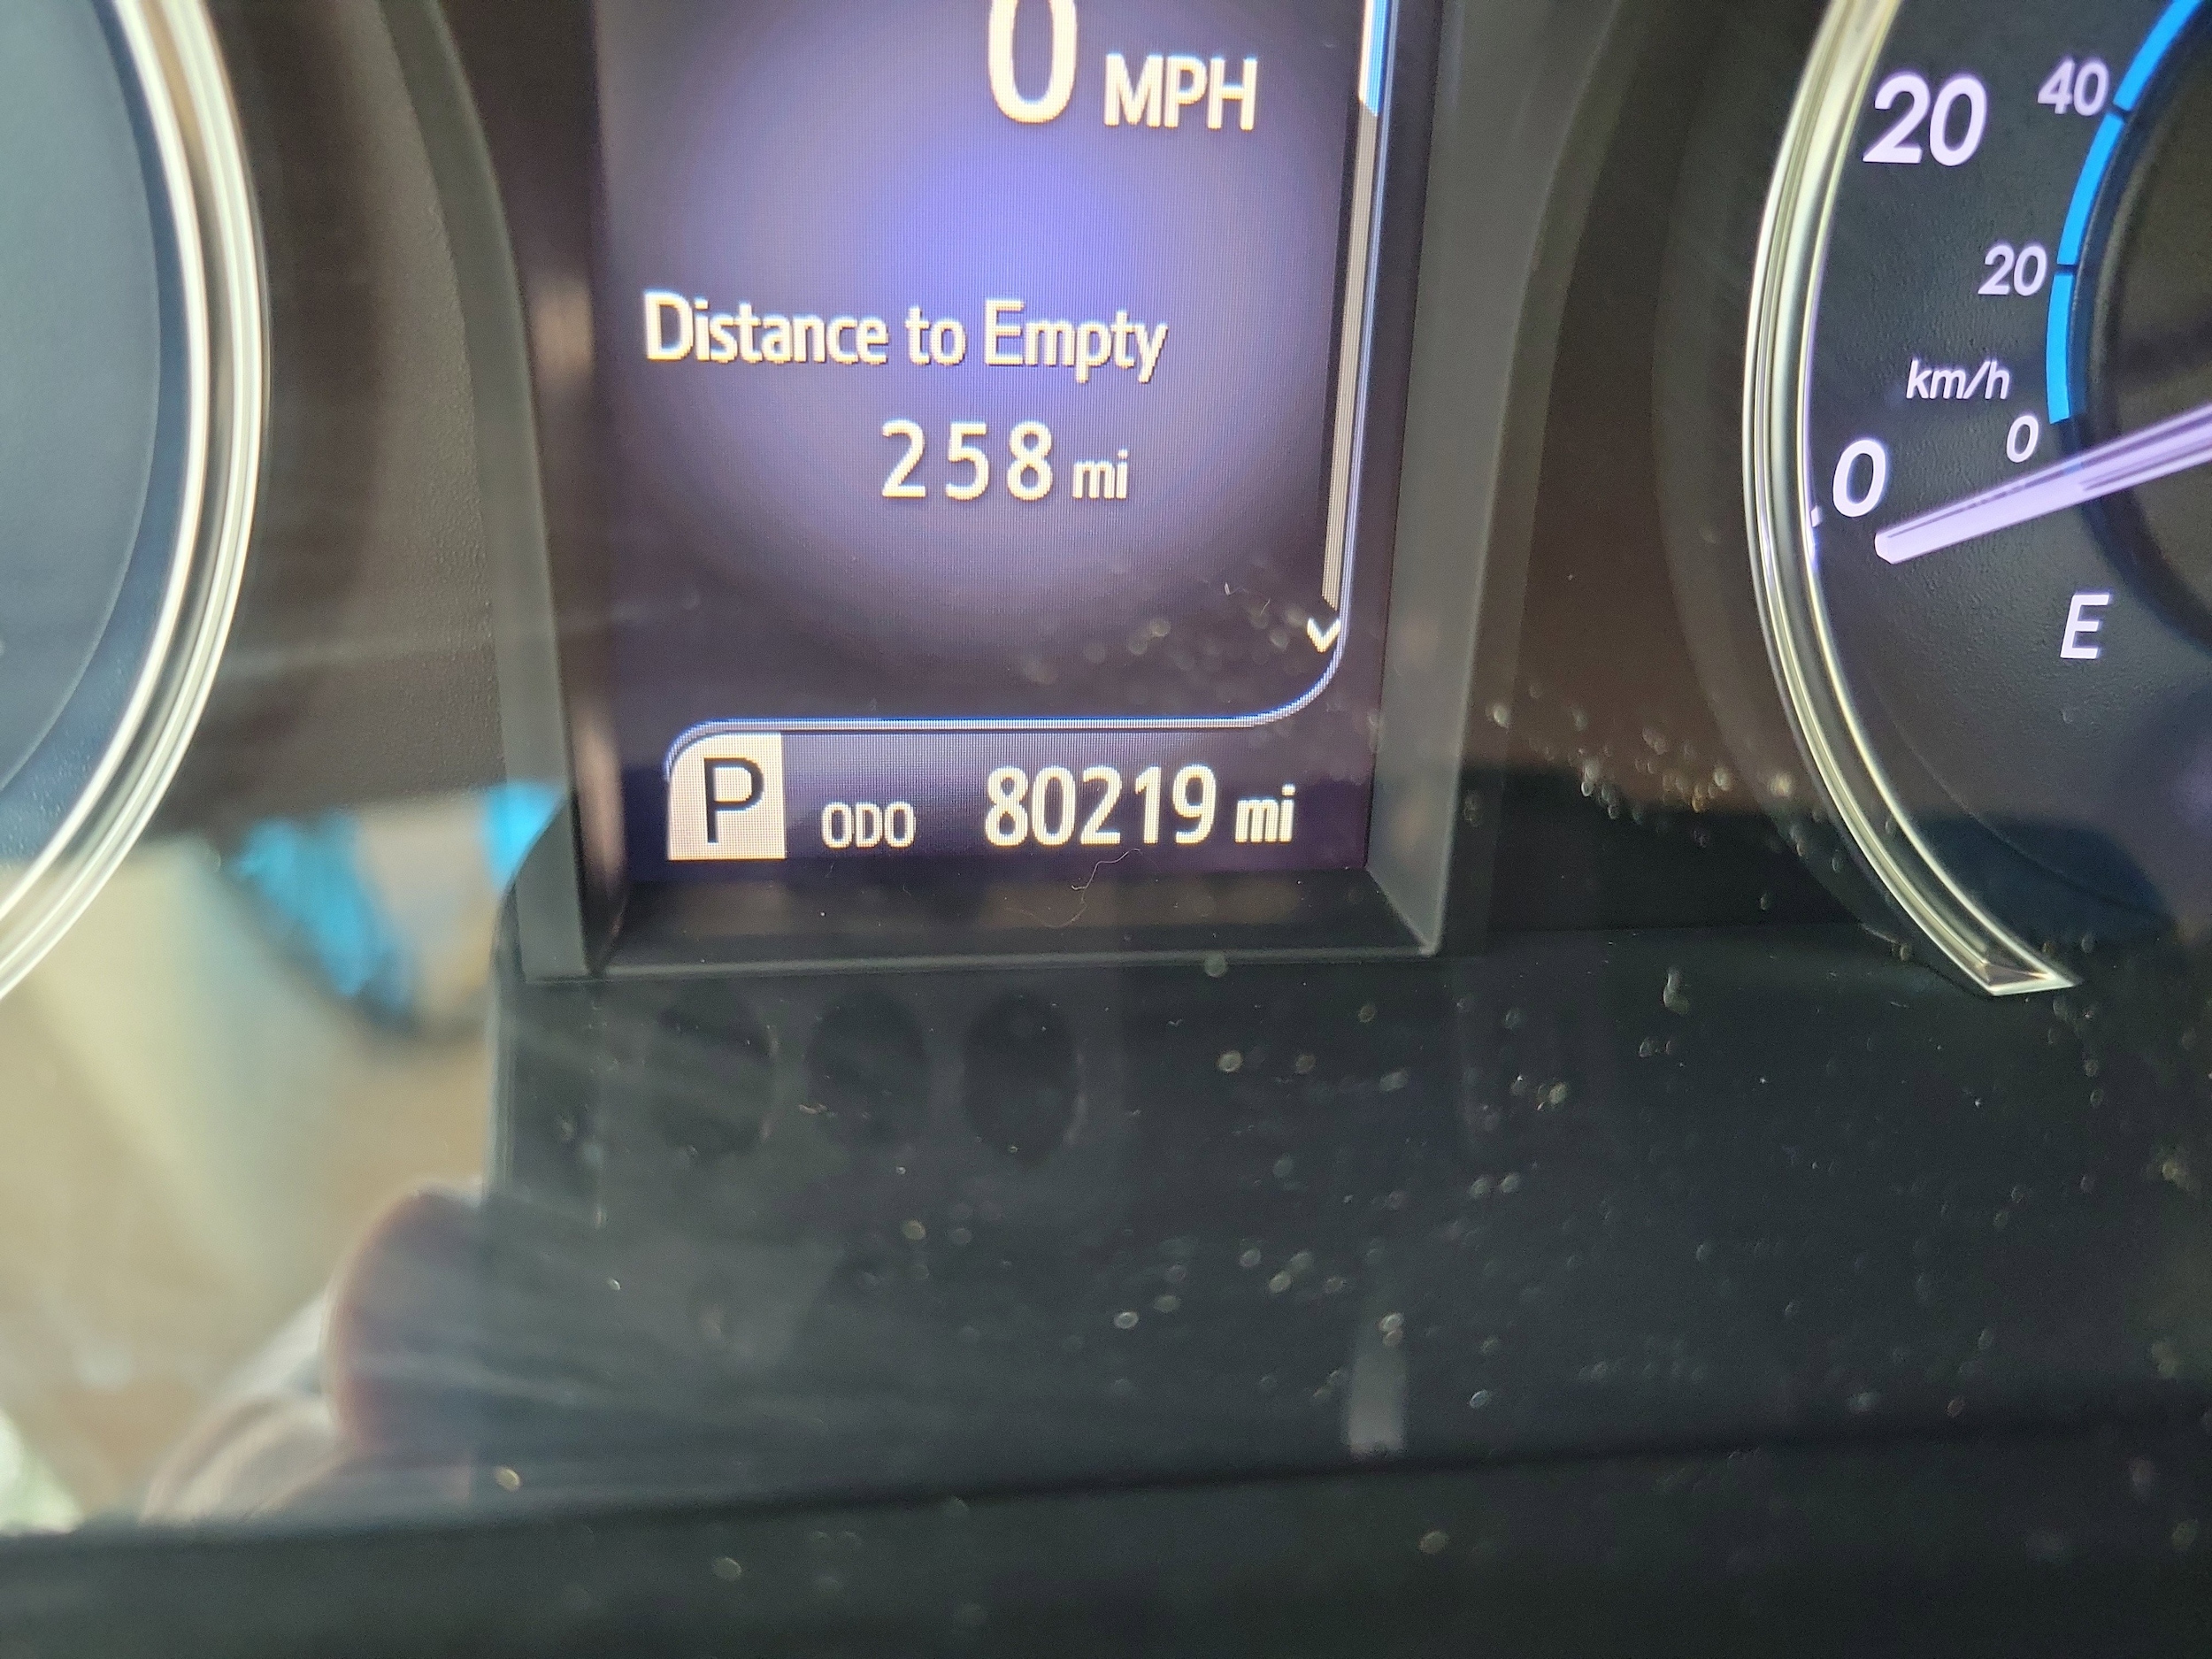 0 MPH
Distance to Empty
258 mi
P ODO 80219 mi
20 40
20
km/h
0 0
E